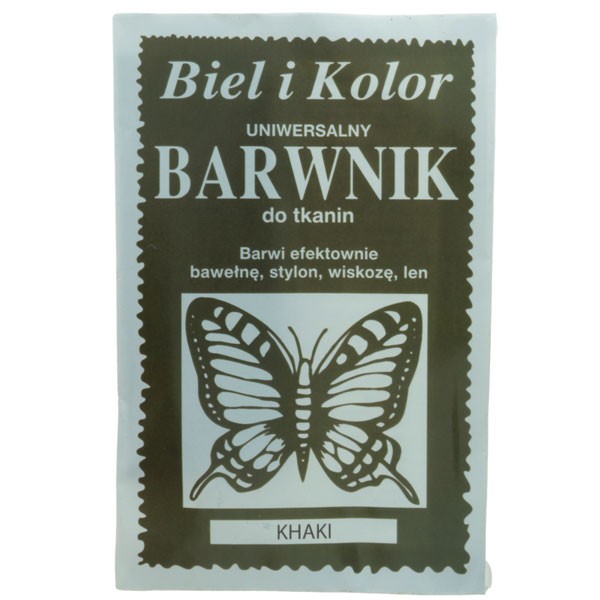 Biel i Kolor
UNIWERSALNY
BARWNIK
do tkanin
Barwi efektownie
bawełnę, stylon, wiskozę, len
KHAKI